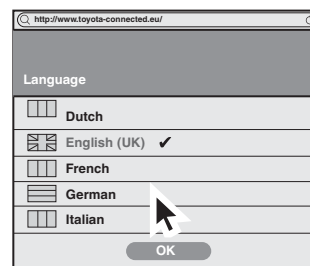 http://www.toyota-connected.eu/
Language
Dutch
English (UK) ✔
French
German
Italian
OK